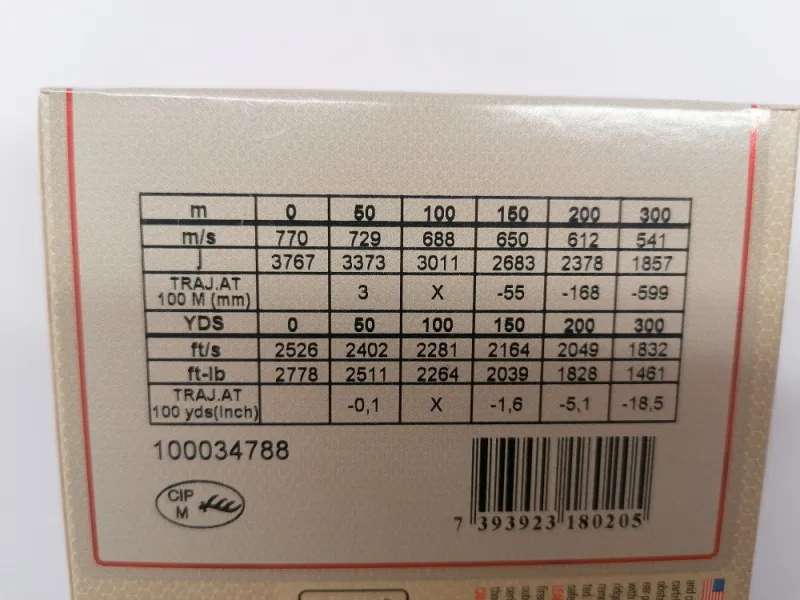 m 0 50 100 150 200 300
m/s 770 729 688 650 612 541
J 3767 3373 3011 2683 2378 1857
TRAJ.AT
100 M (mm) 3 X -55 -168 -599
YDS 0 50 100 150 200 300
ft/s 2526 2402 2281 2164 2049 1832
ft-lb 2778 2511 2264 2039 1828 1461
TRAJ.AT
100 yds(Inch) -0,1 X -1,6 -5,1 -18,5
100034788
CIP
M
7 393923 180205